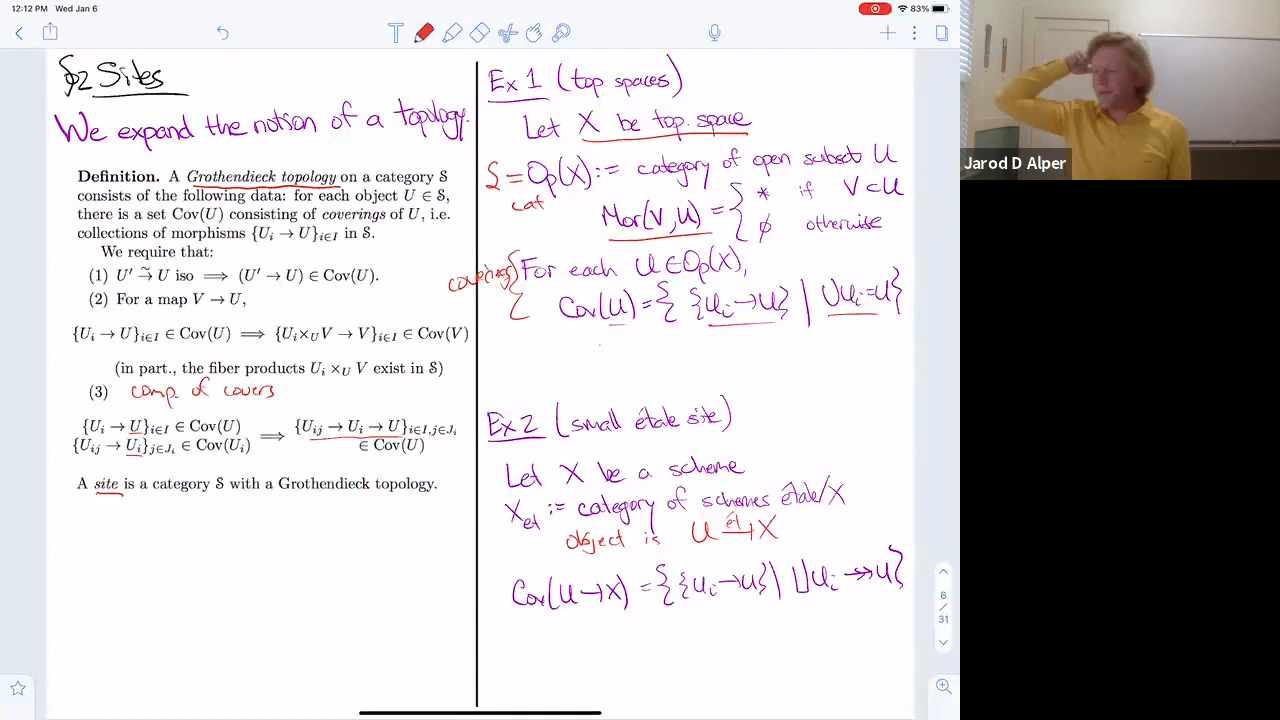 12:12 PM Wed Jan 6
83%
§2 Sites
We expand the notion of a topology.
Definition. A Grothendieck topology on a category S
consists of the following data: for each object U ∈ S,
there is a set Cov(U) consisting of coverings of U, i.e.
collections of morphisms {U_i → U}_{i∈I} in S.
We require that:
(1) U′ →~ U iso ⟹ (U′ → U) ∈ Cov(U).
(2) For a map V → U,
{U_i → U}_{i∈I} ∈ Cov(U) ⟹ {U_i ×_U V → V}_{i∈I} ∈ Cov(V)
(in part., the fiber products U_i ×_U V exist in S)
(3) comp. of covers
{U_i → U}_{i∈I} ∈ Cov(U)
{U_ij → U_i}_{j∈J_i} ∈ Cov(U_i)
⟹ {U_ij → U_i → U}_{i∈I,j∈J_i}
∈ Cov(U)
A site is a category S with a Grothendieck topology.
Ex 1 (top spaces)
Let X be top. space
S = Op(X) := category of open subset U
cat
Mor(V, U) = { * if V ⊂ U
∅ otherwise
coverings { For each U ∈ Op(X),
Cov(U) = { {U_i → U} | ∪U_i = U }
Ex 2 (small étale site)
Let X be a scheme
X_et := category of schemes étale/X
object is U →ét X
Cov(U → X) = { {U_i → U} | ⨆U_i ↠ U }
6
/
31
Jarod D Alper